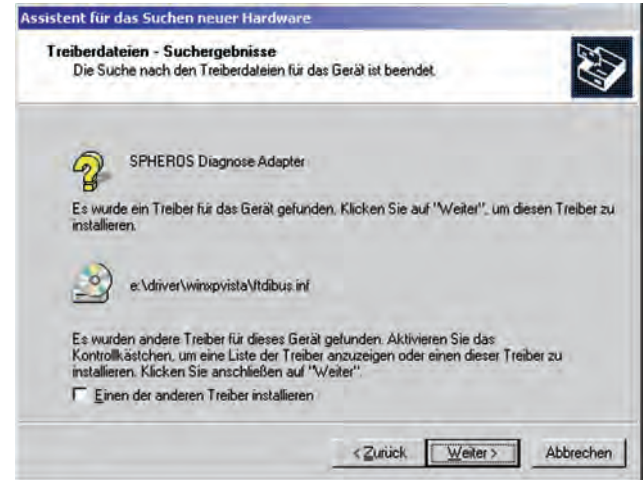 Assistent für das Suchen neuer Hardware
Treiberdateien - Suchergebnisse
Die Suche nach den Treiberdateien für das Gerät ist beendet.
SPHEROS Diagnose Adapter
Es wurde ein Treiber für das Gerät gefunden. Klicken Sie auf "Weiter", um diesen Treiber zu
installieren.
e:\driver\winxpvista\ftdibus.inf
Es wurden andere Treiber für dieses Gerät gefunden. Aktivieren Sie das
Kontrollkästchen, um eine Liste der Treiber anzuzeigen oder einen dieser Treiber zu
installieren. Klicken Sie anschließen auf "Weiter".
Einen der anderen Treiber installieren
< Zurück Weiter > Abbrechen